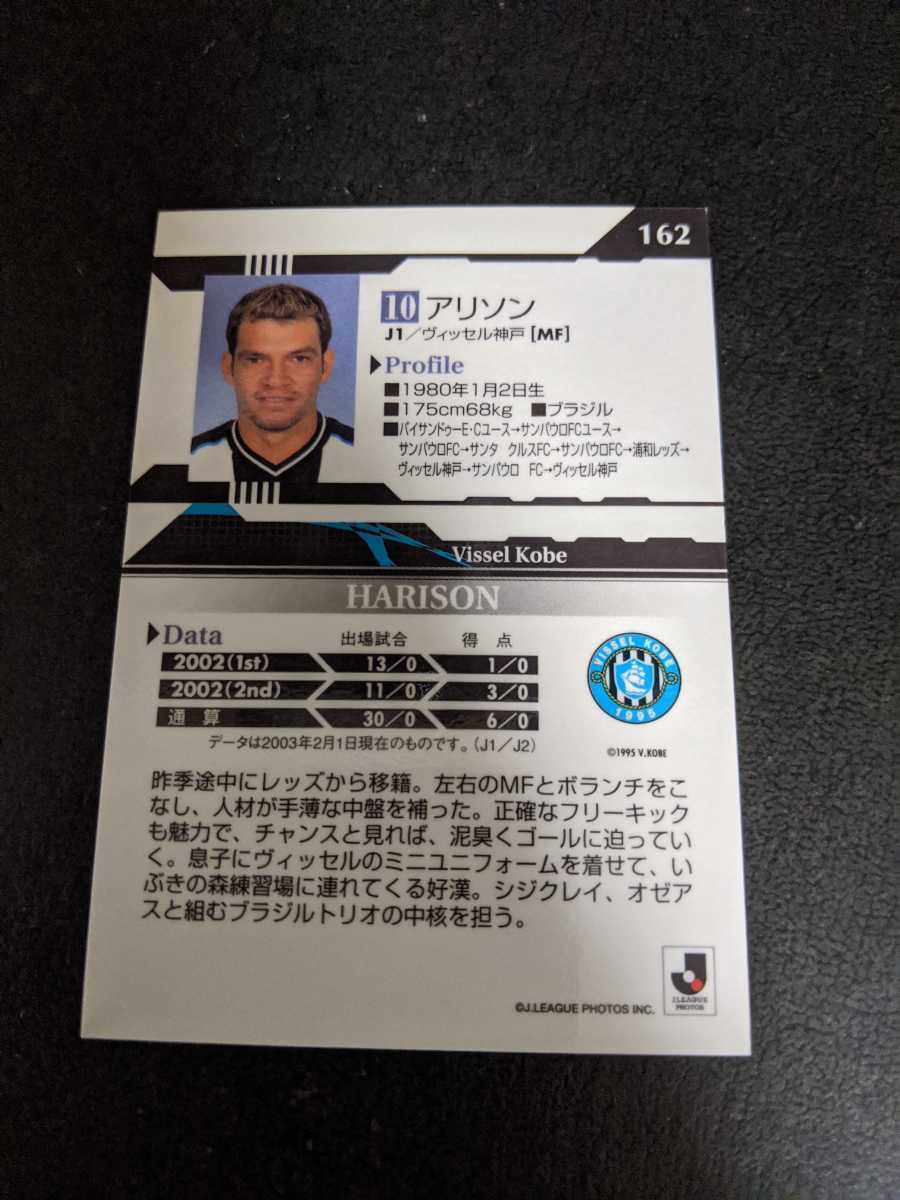 162
10 アリソン
J1／ヴィッセル神戸 [MF]
Profile
■1980年1月2日生
■175cm68kg ■ブラジル
■パイサンドゥーE・Cユース→サンパウロFCユース→
サンパウロFC→サンタ クルスFC→サンパウロFC→浦和レッズ→
ヴィッセル神戸→サンパウロ FC→ヴィッセル神戸
Vissel Kobe
HARISON
Data 出場試合 得 点
2002(1st) 13/0 1/0
2002(2nd) 11/0 3/0
通 算 30/0 6/0
データは2003年2月1日現在のものです。(J1／J2)
VISSEL KOBE
1995
©1995 V.KOBE
昨季途中にレッズから移籍。左右のMFとボランチをこ
なし、人材が手薄な中盤を補った。正確なフリーキック
も魅力で、チャンスと見れば、泥臭くゴールに迫ってい
く。息子にヴィッセルのミニユニフォームを着せて、い
ぶきの森練習場に連れてくる好漢。シジクレイ、オゼア
スと組むブラジルトリオの中核を担う。
J.LEAGUE
PHOTOS
©J.LEAGUE PHOTOS INC.